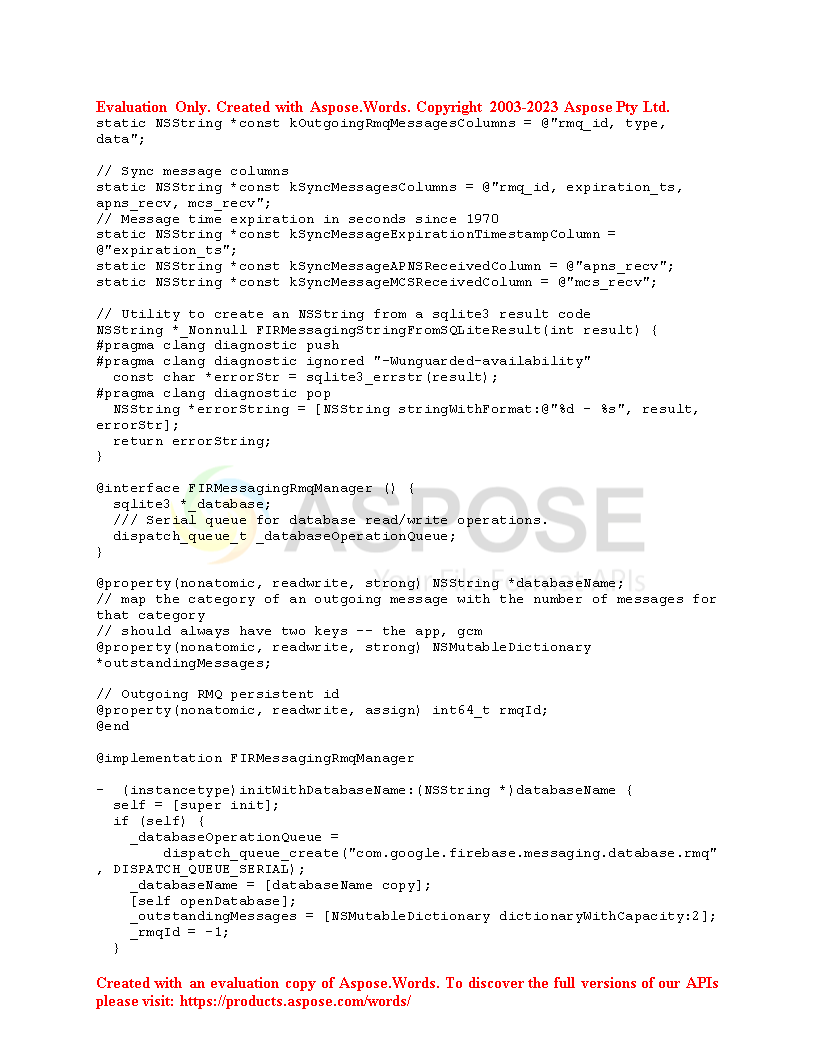 Evaluation Only. Created with Aspose.Words. Copyright 2003-2023 Aspose Pty Ltd.
static NSString *const kOutgoingRmqMessagesColumns = @"rmq_id, type,
data";

// Sync message columns
static NSString *const kSyncMessagesColumns = @"rmq_id, expiration_ts,
apns_recv, mcs_recv";
// Message time expiration in seconds since 1970
static NSString *const kSyncMessageExpirationTimestampColumn =
@"expiration_ts";
static NSString *const kSyncMessageAPNSReceivedColumn = @"apns_recv";
static NSString *const kSyncMessageMCSReceivedColumn = @"mcs_recv";

// Utility to create an NSString from a sqlite3 result code
NSString *_Nonnull FIRMessagingStringFromSQLiteResult(int result) {
#pragma clang diagnostic push
#pragma clang diagnostic ignored "-Wunguarded-availability"
  const char *errorStr = sqlite3_errstr(result);
#pragma clang diagnostic pop
  NSString *errorString = [NSString stringWithFormat:@"%d - %s", result,
errorStr];
  return errorString;
}

@interface FIRMessagingRmqManager () {
  sqlite3 *_database;
  /// Serial queue for database read/write operations.
  dispatch_queue_t _databaseOperationQueue;
}
ASPOSE
Your File Format APIs

@property(nonatomic, readwrite, strong) NSString *databaseName;
// map the category of an outgoing message with the number of messages for
that category
// should always have two keys -- the app, gcm
@property(nonatomic, readwrite, strong) NSMutableDictionary
*outstandingMessages;

// Outgoing RMQ persistent id
@property(nonatomic, readwrite, assign) int64_t rmqId;
@end

@implementation FIRMessagingRmqManager

-  (instancetype)initWithDatabaseName:(NSString *)databaseName {
  self = [super init];
  if (self) {
    _databaseOperationQueue =
        dispatch_queue_create("com.google.firebase.messaging.database.rmq"
, DISPATCH_QUEUE_SERIAL);
    _databaseName = [databaseName copy];
    [self openDatabase];
    _outstandingMessages = [NSMutableDictionary dictionaryWithCapacity:2];
    _rmqId = -1;
  }

Created with an evaluation copy of Aspose.Words. To discover the full versions of our APIs
please visit: https://products.aspose.com/words/